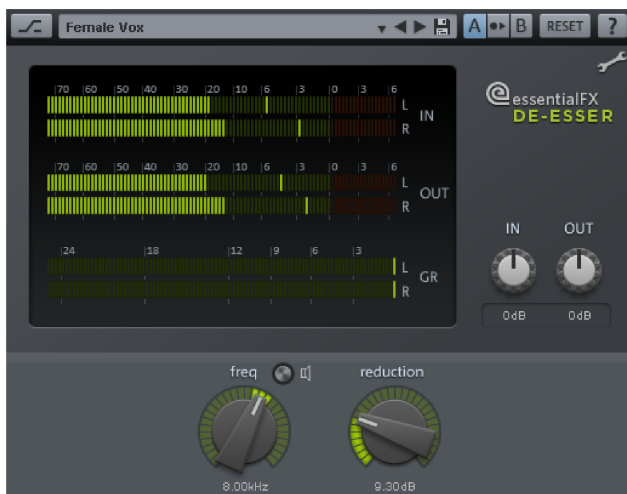 Female Vox
A B RESET ?
70 60 50 40 30 20 10 6 3 0 3 6
L
IN
R
essentialFX
DE-ESSER
70 60 50 40 30 20 10 6 3 0 3 6
L
OUT
R
24 18 12 9 6 3
L
GR
R
IN OUT
0dB 0dB
freq reduction
8.00kHz 9.30dB